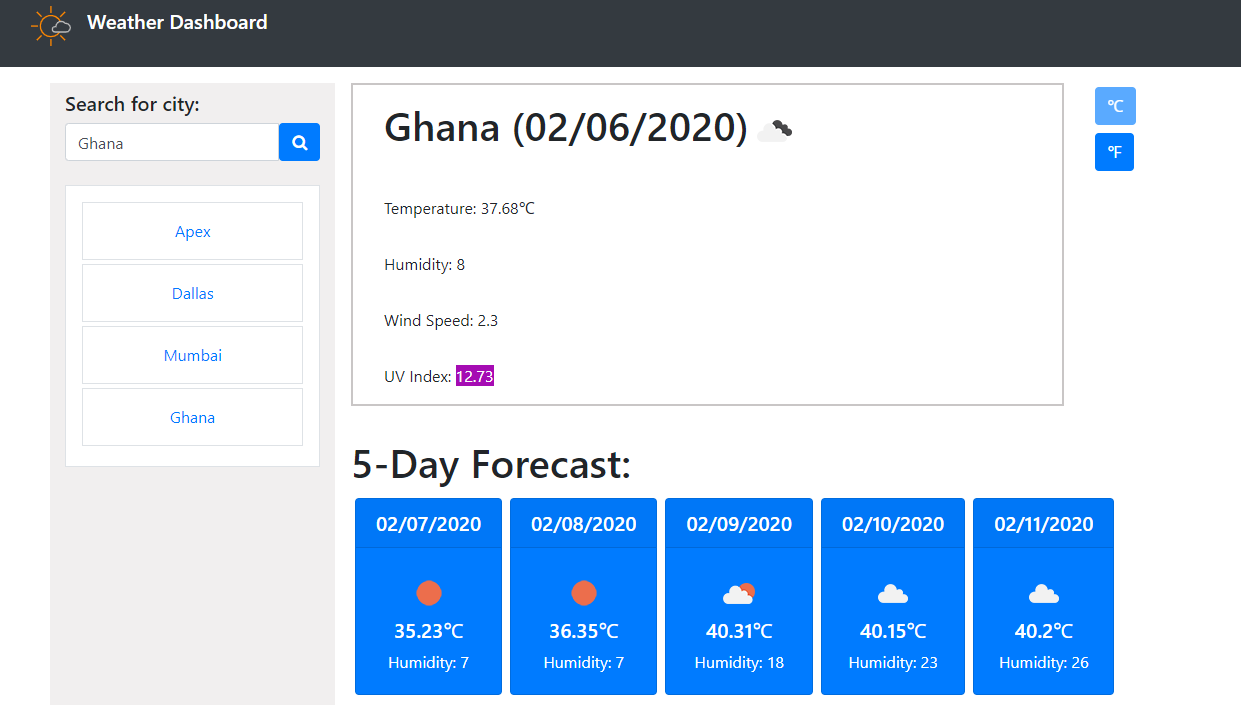 Weather Dashboard
Search for city:
Ghana
Apex
Dallas
Mumbai
Ghana
Ghana (02/06/2020)
Temperature: 37.68℃
Humidity: 8
Wind Speed: 2.3
UV Index: 12.73
℃
℉
5-Day Forecast:
02/07/2020
35.23℃
Humidity: 7
02/08/2020
36.35℃
Humidity: 7
02/09/2020
40.31℃
Humidity: 18
02/10/2020
40.15℃
Humidity: 23
02/11/2020
40.2℃
Humidity: 26